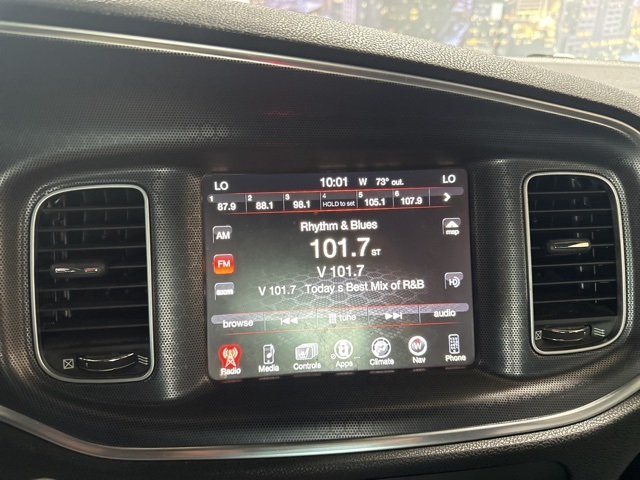 LO 10:01 W 73° out. LO
1 87.9 2 88.1 3 98.1 4 HOLD to set 5 105.1 6 107.9
Rhythm & Blues
AM
map
101.7 ST
FM
V 101.7
xm
V 101.7 Today s Best Mix of R&B
browse tune audio
Radio Media Controls Apps Climate Nav Phone